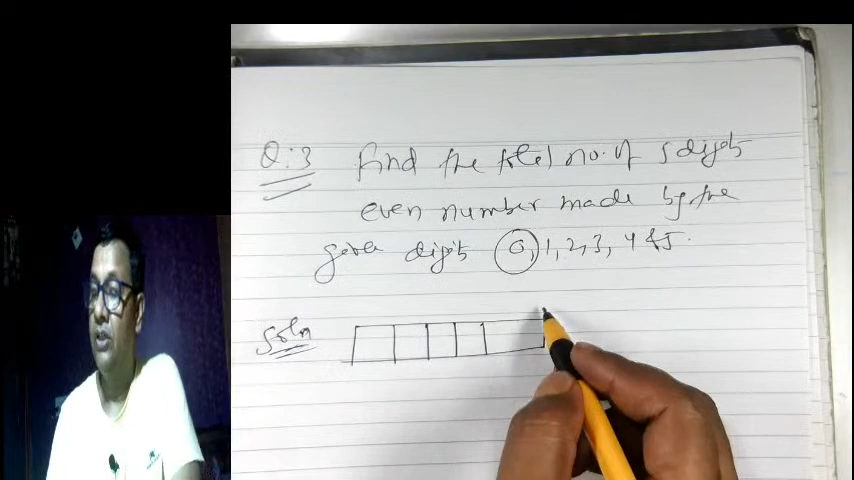 Q:3 Find the total no. of 5 digits
even number made by the
given digit 0, 1, 2, 3, 4 & 5.
Soln